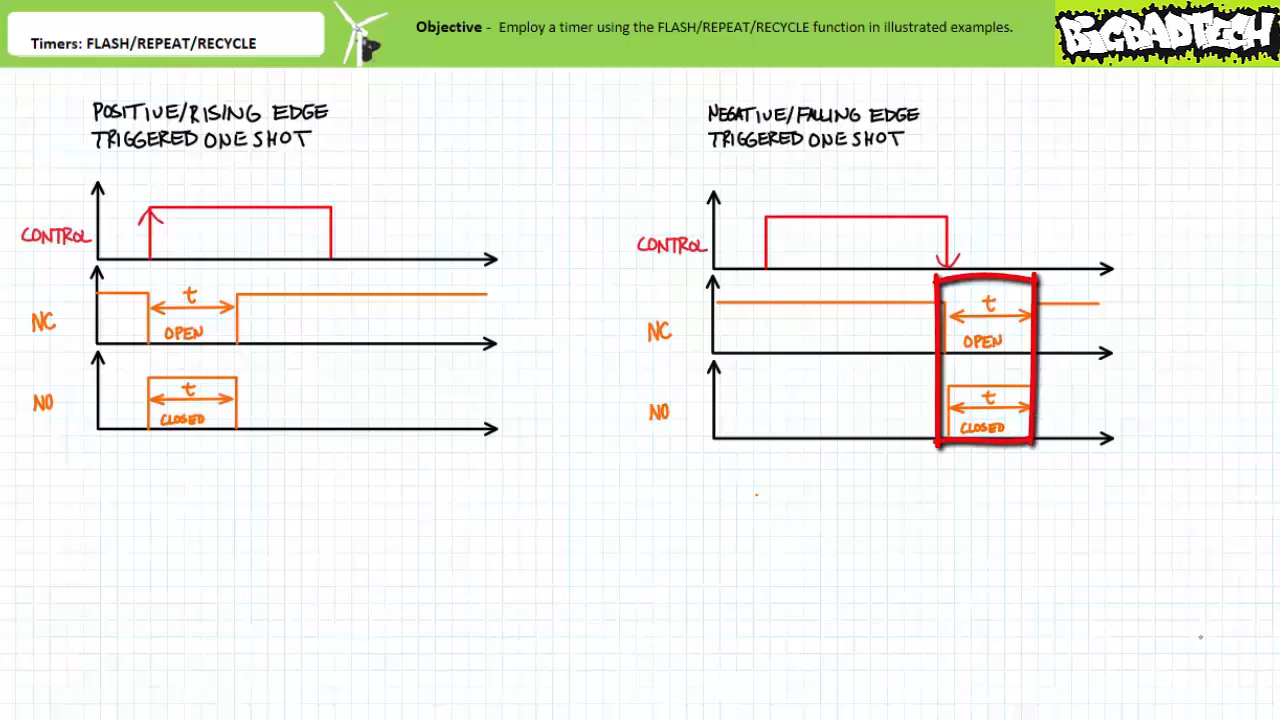 Timers: FLASH/REPEAT/RECYCLE
Objective - Employ a timer using the FLASH/REPEAT/RECYCLE function in illustrated examples.
BIGBADTECH
POSITIVE/RISING EDGE
TRIGGERED ONE SHOT
CONTROL
NC
t
OPEN
NO
t
CLOSED
NEGATIVE/FALLING EDGE
TRIGGERED ONE SHOT
CONTROL
NC
t
OPEN
NO
t
CLOSED